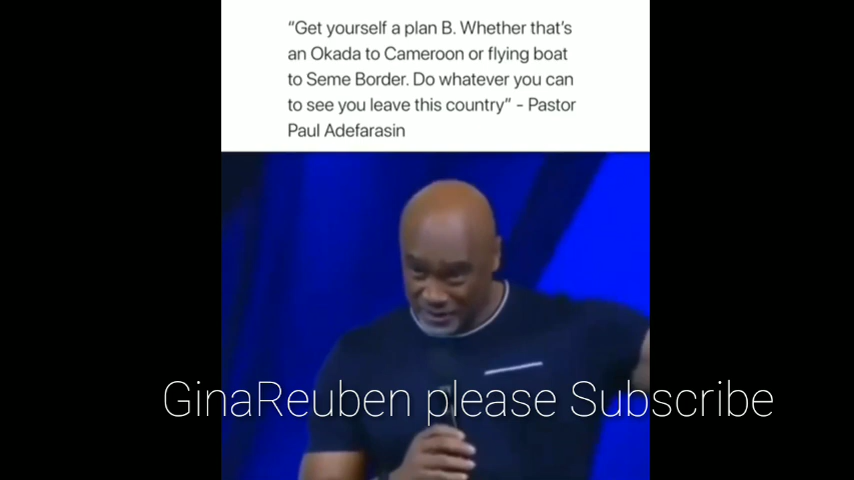 “Get yourself a plan B. Whether that’s
an Okada to Cameroon or flying boat
to Seme Border. Do whatever you can
to see you leave this country” - Pastor
Paul Adefarasin
GinaReuben please Subscribe